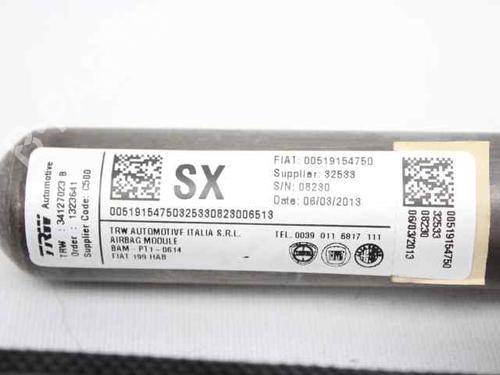 TRW Automotive
TRW : 34127023 B
Order : 1323641
Supplier Code: C500
SX
FIAT: 00519154750
Supplier: 32533
S/N: 08230
Date: 06/03/2013
00519154750325330823006513
TRW AUTOMOTIVE ITALIA S.R.L.
AIRBAG MODULE
BAM - PT1 - 0614
FIAT 199 HAB
TEL. 0039 011 6817 111
00519154750
32533
08230
06/03/2013